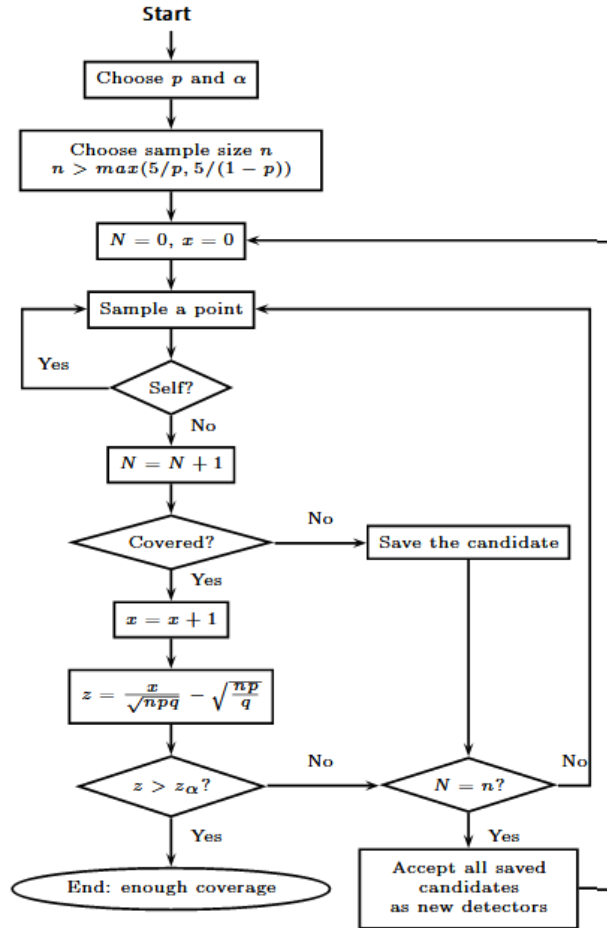 Start
Choose p and α
Choose sample size n
n > max(5/p, 5/(1 − p))
N = 0, x = 0
Sample a point
Yes
Self?
No
N = N + 1
Covered?
No
Save the candidate
Yes
x = x + 1
z = x/√npq − √np/q
z > zα?
No
N = n?
No
Yes
Yes
End: enough coverage
Accept all saved
candidates
as new detectors